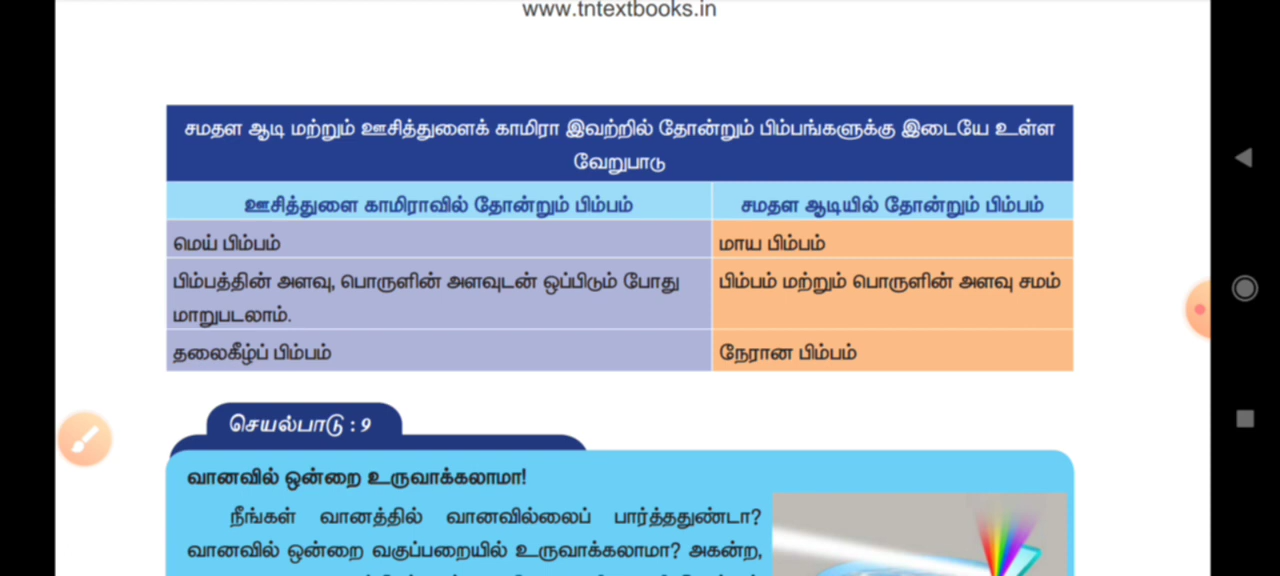 www.tntextbooks.in
சமதள ஆடி மற்றும் ஊசித்துளைக் காமிரா இவற்றில் தோன்றும் பிம்பங்களுக்கு இடையே உள்ள
வேறுபாடு
ஊசித்துளை காமிராவில் தோன்றும் பிம்பம்
சமதள ஆடியில் தோன்றும் பிம்பம்
மெய் பிம்பம்
மாய பிம்பம்
பிம்பத்தின் அளவு, பொருளின் அளவுடன் ஒப்பிடும் போது
மாறுபடலாம்.
பிம்பம் மற்றும் பொருளின் அளவு சமம்
தலைகீழ்ப் பிம்பம்
நேரான பிம்பம்
செயல்பாடு : 9
வானவில் ஒன்றை உருவாக்கலாமா!
நீங்கள் வானத்தில் வானவில்லைப் பார்த்ததுண்டா?
வானவில் ஒன்றை வகுப்பறையில் உருவாக்கலாமா? அகன்ற,